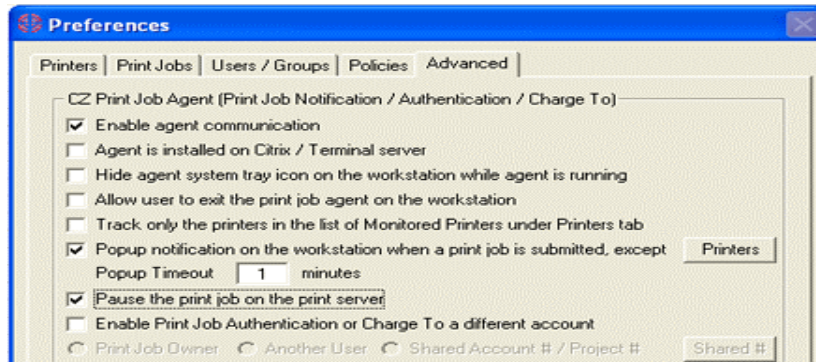 Preferences
Printers Print Jobs Users / Groups Policies Advanced
CZ Print Job Agent (Print Job Notification / Authentication / Charge To)
Enable agent communication
Agent is installed on Citrix / Terminal server
Hide agent system tray icon on the workstation while agent is running
Allow user to exit the print job agent on the workstation
Track only the printers in the list of Monitored Printers under Printers tab
Popup notification on the workstation when a print job is submitted, except Printers
Popup Timeout 1 minutes
Pause the print job on the print server
Enable Print Job Authentication or Charge To a different account
Print Job Owner Another User Shared Account # / Project # Shared #